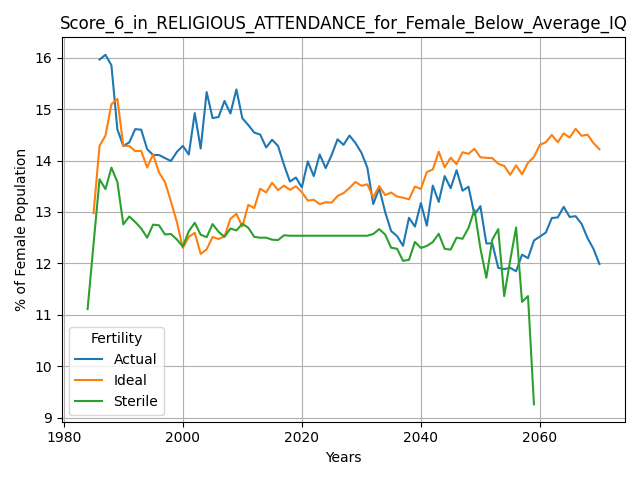 Score_6_in_RELIGIOUS_ATTENDANCE_for_Female_Below_Average_IQ
% of Female Population
16
15
14
13
12
11
10
9
Fertility
Actual
Ideal
Sterile
1980
2000
2020
2040
2060
Years